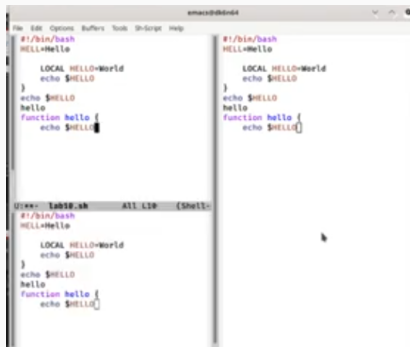 emacs@dk6n64
File Edit Options Buffers Tools Sh-Script Help
#!/bin/bash
HELL=Hello
LOCAL HELLO=World
echo $HELLO
}
echo $HELLO
hello
function hello {
echo $HELLO
U:**- lab10.sh All L10 (Shell-
#!/bin/bash
HELL=Hello
LOCAL HELLO=World
echo $HELLO
}
echo $HELLO
hello
function hello {
echo $HELLO
#!/bin/bash
HELL=Hello
LOCAL HELLO=World
echo $HELLO
}
echo $HELLO
hello
function hello {
echo $HELLO